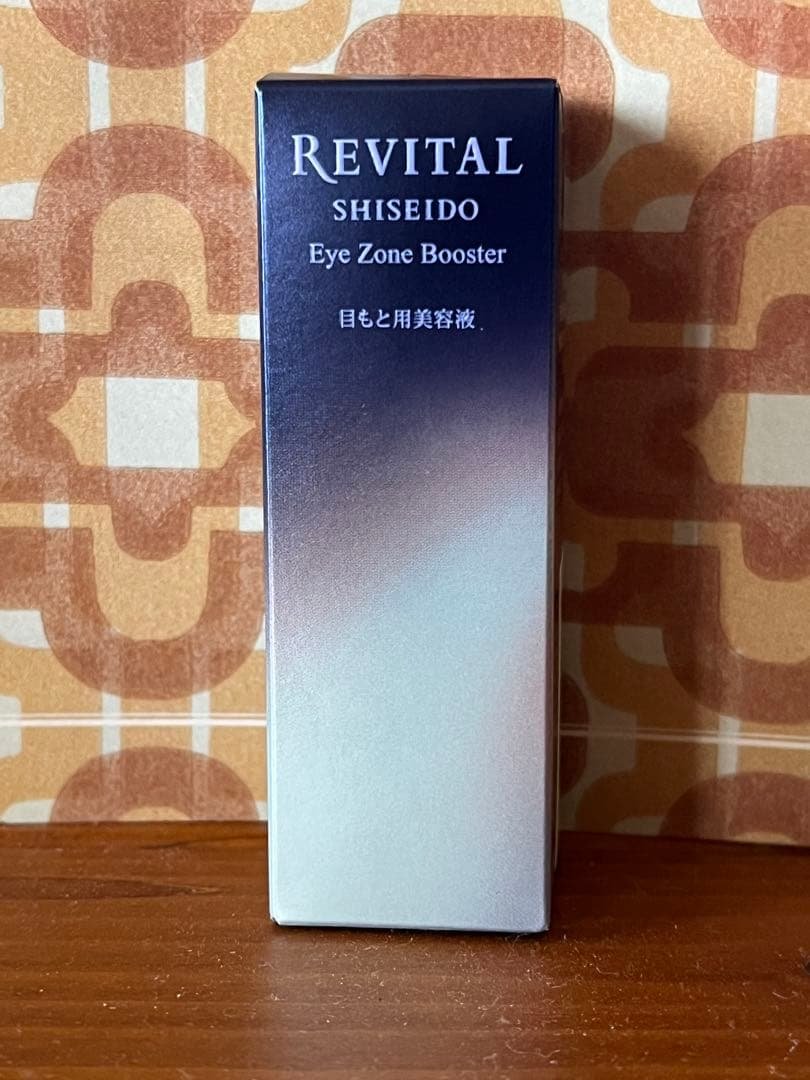 REVITAL
SHISEIDO
Eye Zone Booster
目もと用美容液